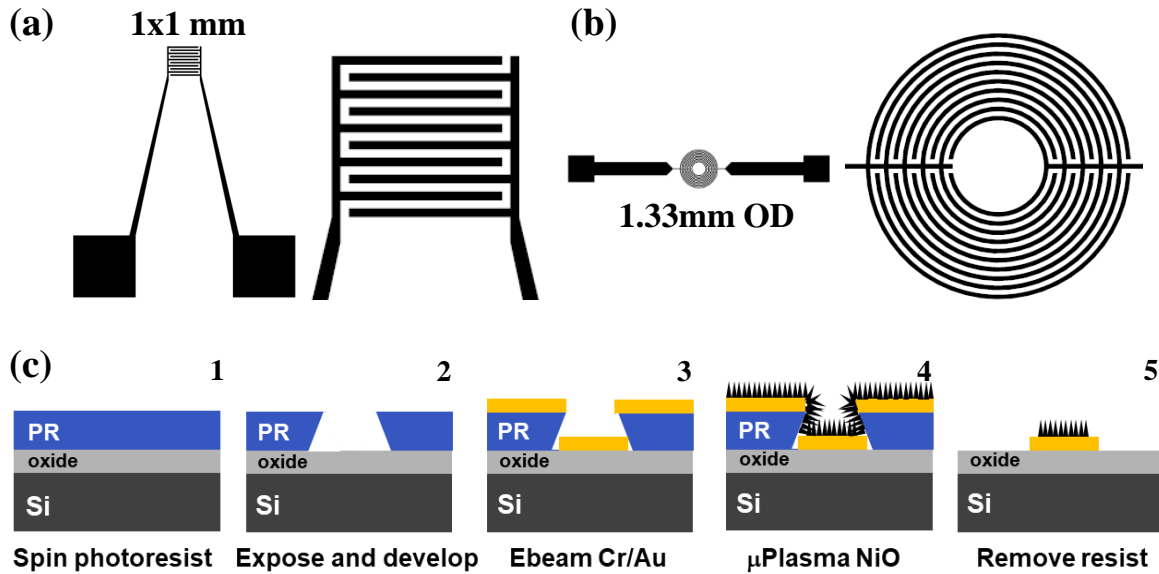 (a)
1x1 mm
(b)
1.33mm OD
(c)
1
2
3
4
5
PR
PR
PR
oxide
oxide
oxide
oxide
oxide
Si
Si
Si
Si
Si
Spin photoresist
Expose and develop
Ebeam Cr/Au
μPlasma NiO
Remove resist